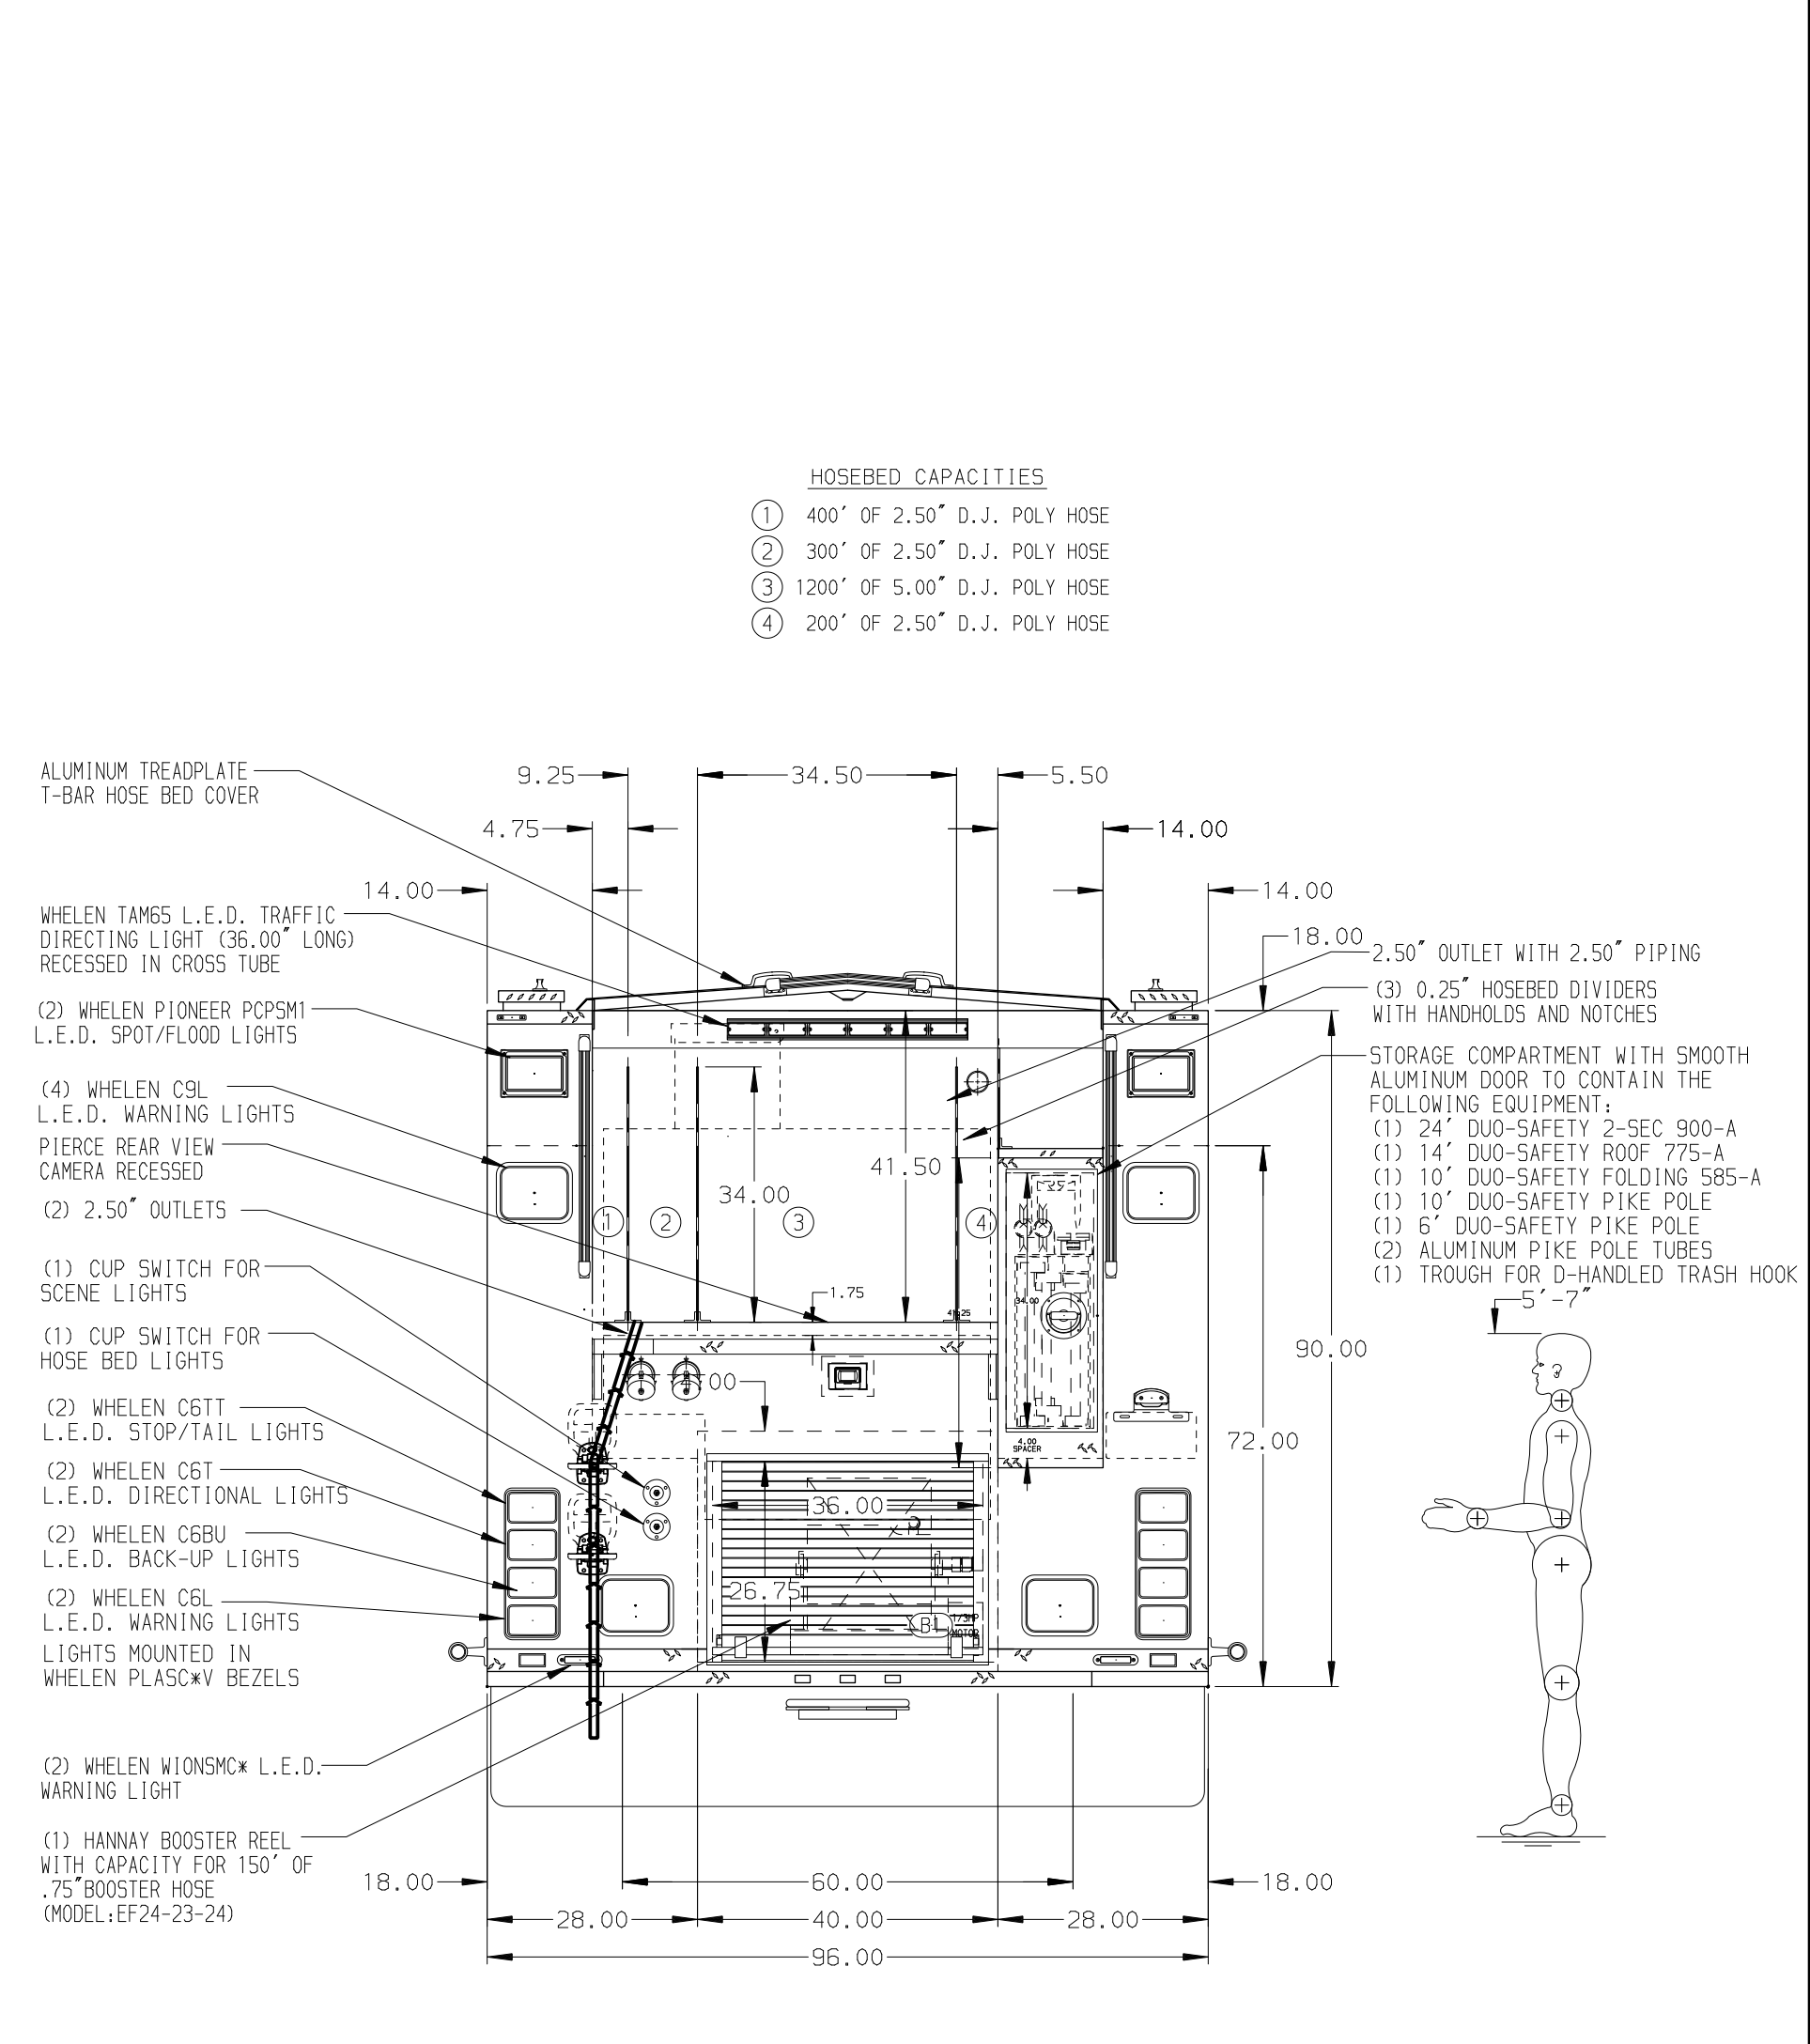 HOSEBED CAPACITIES
1 400' OF 2.50" D.J. POLY HOSE
2 300' OF 2.50" D.J. POLY HOSE
3 1200' OF 5.00" D.J. POLY HOSE
4 200' OF 2.50" D.J. POLY HOSE
ALUMINUM TREADPLATE
T-BAR HOSE BED COVER
WHELEN TAM65 L.E.D. TRAFFIC
DIRECTING LIGHT (36.00" LONG)
RECESSED IN CROSS TUBE
(2) WHELEN PIONEER PCPSM1
L.E.D. SPOT/FLOOD LIGHTS
(4) WHELEN C9L
L.E.D. WARNING LIGHTS
PIERCE REAR VIEW
CAMERA RECESSED
(2) 2.50" OUTLETS
(1) CUP SWITCH FOR
SCENE LIGHTS
(1) CUP SWITCH FOR
HOSE BED LIGHTS
(2) WHELEN C6TT
L.E.D. STOP/TAIL LIGHTS
(2) WHELEN C6T
L.E.D. DIRECTIONAL LIGHTS
(2) WHELEN C6BU
L.E.D. BACK-UP LIGHTS
(2) WHELEN C6L
L.E.D. WARNING LIGHTS
LIGHTS MOUNTED IN
WHELEN PLASC*V BEZELS
(2) WHELEN WIONSMC* L.E.D.
WARNING LIGHT
(1) HANNAY BOOSTER REEL
WITH CAPACITY FOR 150' OF
.75"BOOSTER HOSE
(MODEL:EF24-23-24)
9.25
34.50
5.50
4.75
14.00
14.00
14.00
18.00
41.50
34.00
1 2 3 4
1.75
41.25
34.00
4.00
4.00
SPACER
36.00
26.75
B1
1/3HP
MOTOR
72.00
90.00
18.00
60.00
18.00
28.00
40.00
28.00
96.00
2.50" OUTLET WITH 2.50" PIPING
(3) 0.25" HOSEBED DIVIDERS
WITH HANDHOLDS AND NOTCHES
STORAGE COMPARTMENT WITH SMOOTH
ALUMINUM DOOR TO CONTAIN THE
FOLLOWING EQUIPMENT:
(1) 24' DUO-SAFETY 2-SEC 900-A
(1) 14' DUO-SAFETY ROOF 775-A
(1) 10' DUO-SAFETY FOLDING 585-A
(1) 10' DUO-SAFETY PIKE POLE
(1) 6' DUO-SAFETY PIKE POLE
(2) ALUMINUM PIKE POLE TUBES
(1) TROUGH FOR D-HANDLED TRASH HOOK
5'-7"